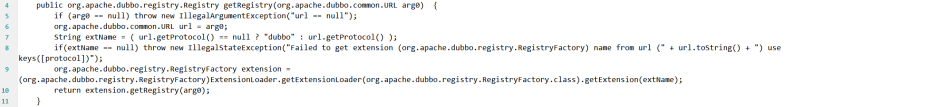 4 public org.apache.dubbo.registry.Registry getRegistry(org.apache.dubbo.common.URL arg0) {
5 if (arg0 == null) throw new IllegalArgumentException("url == null");
6 org.apache.dubbo.common.URL url = arg0;
7 String extName = ( url.getProtocol() == null ? "dubbo" : url.getProtocol() );
8 if(extName == null) throw new IllegalStateException("Failed to get extension (org.apache.dubbo.registry.RegistryFactory) name from url (" + url.toString() + ") use
keys([protocol])");
9 org.apache.dubbo.registry.RegistryFactory extension =
(org.apache.dubbo.registry.RegistryFactory)ExtensionLoader.getExtensionLoader(org.apache.dubbo.registry.RegistryFactory.class).getExtension(extName);
10 return extension.getRegistry(arg0);
11 }